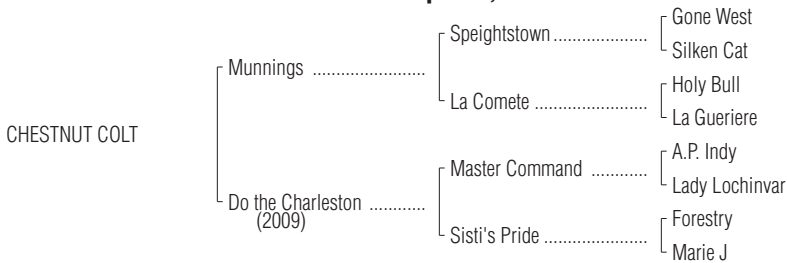 Gone West
Speightstown
Silken Cat
Munnings
Holy Bull
La Comete
La Gueriere
CHESTNUT COLT
A.P. Indy
Master Command
Lady Lochinvar
Do the Charleston
(2009)
Forestry
Sisti's Pride
Marie J